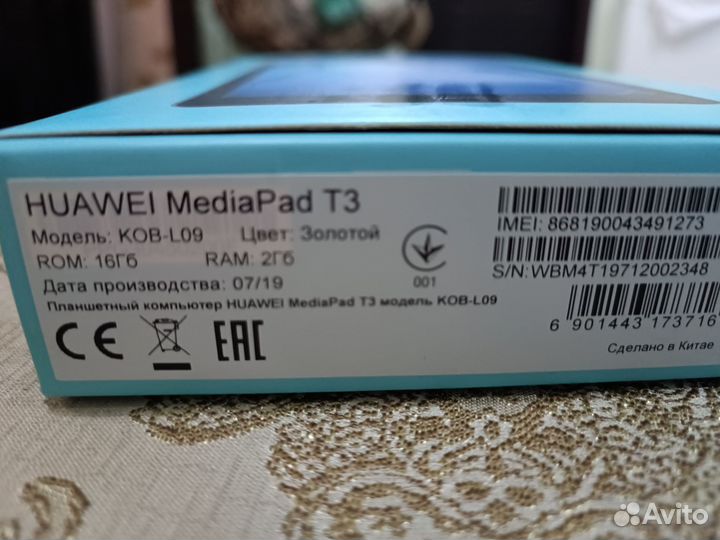 HUAWEI MediaPad T3
Модель: KOB-L09 Цвет: Золотой
ROM: 16Гб RAM: 2Гб
Дата производства: 07/19
Планшетный компьютер HUAWEI MediaPad T3 модель KOB-L09
CE EAC
001
IMEI: 868190043491273
S/N:WBM4T19712002348
6 901443 173716
Сделано в Китае
Avito